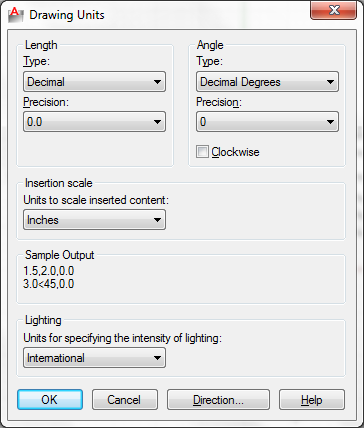 Drawing Units
Length
Type:
Decimal
Precision:
0.0
Angle
Type:
Decimal Degrees
Precision:
0
Clockwise
Insertion scale
Units to scale inserted content:
Inches
Sample Output
1.5,2.0,0.0
3.0<45,0.0
Lighting
Units for specifying the intensity of lighting:
International
OK Cancel Direction... Help